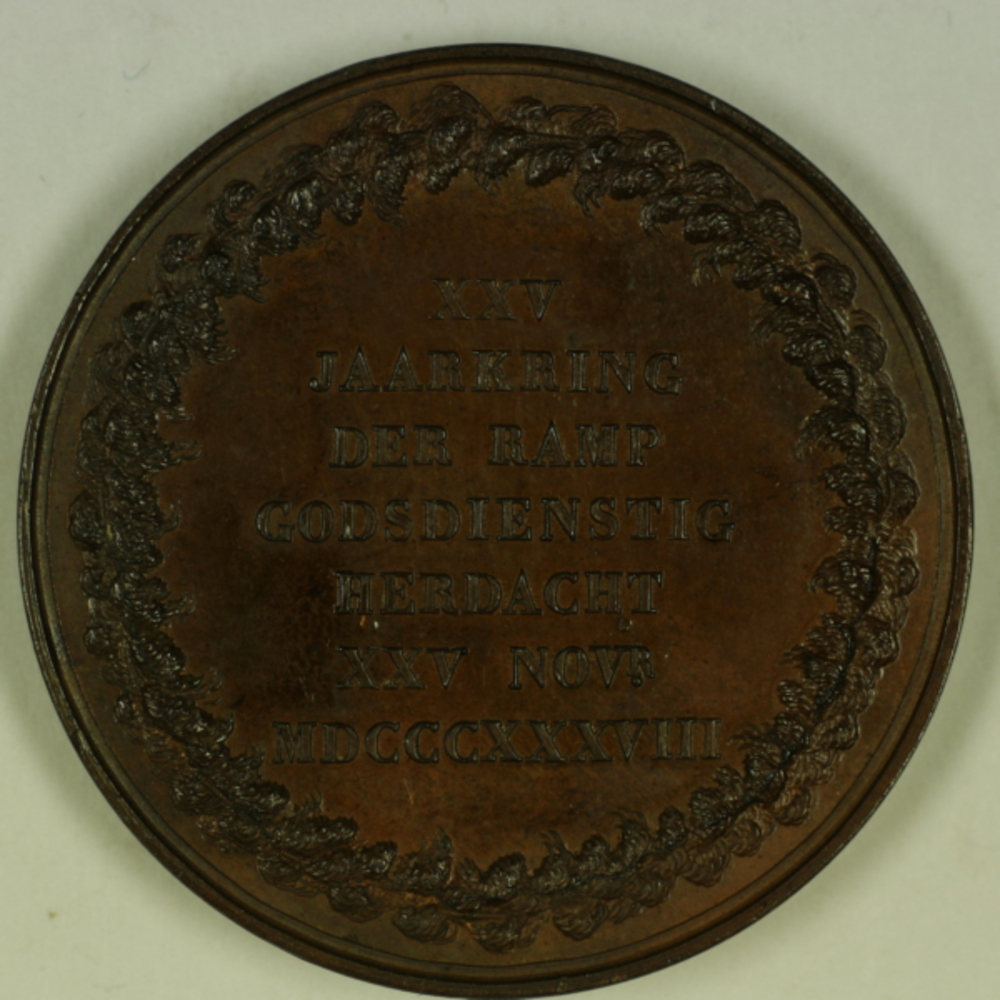 XXV
JAARKRING
DER RAMP
GODSDIENSTIG
HERDACHT
XXV NOVR
MDCCCXXXVIII